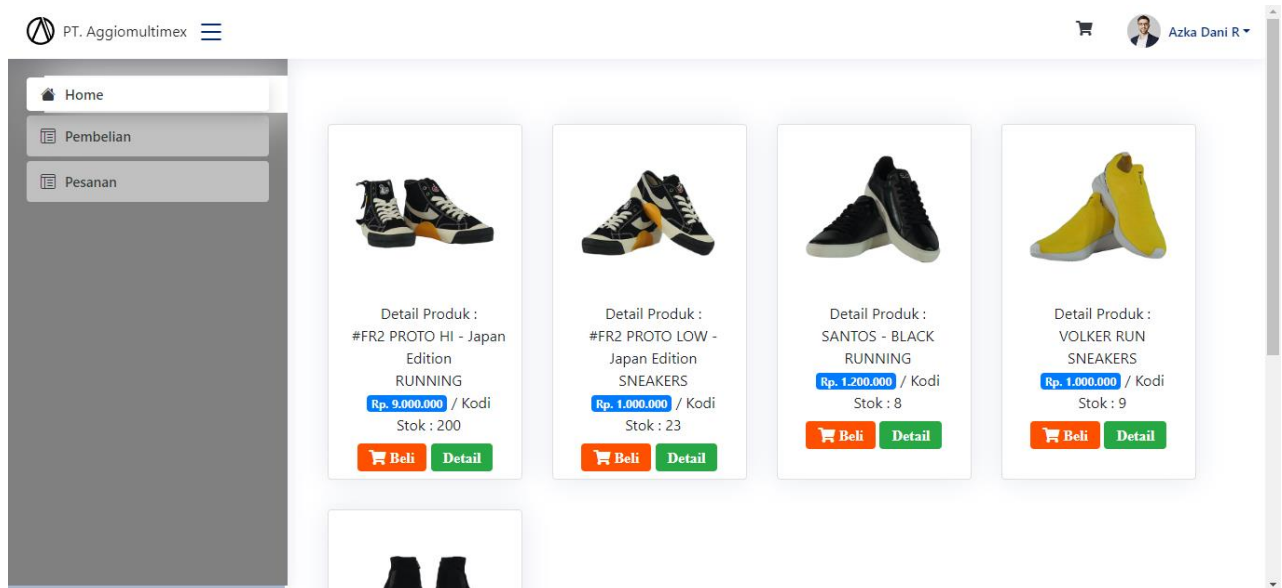 PT. Aggiomultimex
Azka Dani R
Home
Pembelian
Pesanan
Detail Produk :
#FR2 PROTO HI - Japan
Edition
RUNNING
Rp. 9.000.000 / Kodi
Stok : 200
Beli Detail
Detail Produk :
#FR2 PROTO LOW -
Japan Edition
SNEAKERS
Rp. 1.000.000 / Kodi
Stok : 23
Beli Detail
Detail Produk :
SANTOS - BLACK
RUNNING
Rp. 1.200.000 / Kodi
Stok : 8
Beli Detail
Detail Produk :
VOLKER RUN
SNEAKERS
Rp. 1.000.000 / Kodi
Stok : 9
Beli Detail